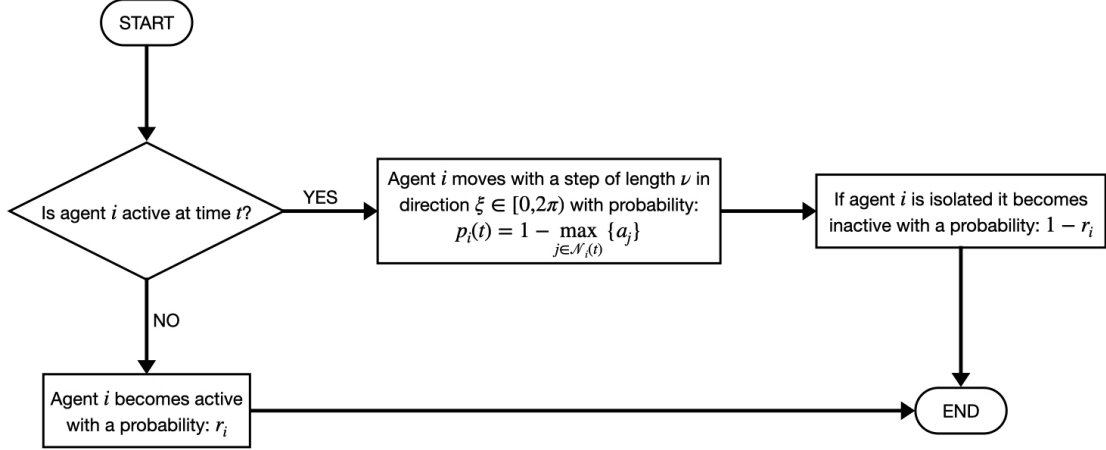 START
Is agent i active at time t?
YES
Agent i moves with a step of length ν in
direction ξ ∈ [0,2π) with probability:
p_i(t) = 1 − max_{j∈𝒩_i(t)} {a_j}
If agent i is isolated it becomes
inactive with a probability: 1 − r_i
NO
Agent i becomes active
with a probability: r_i
END